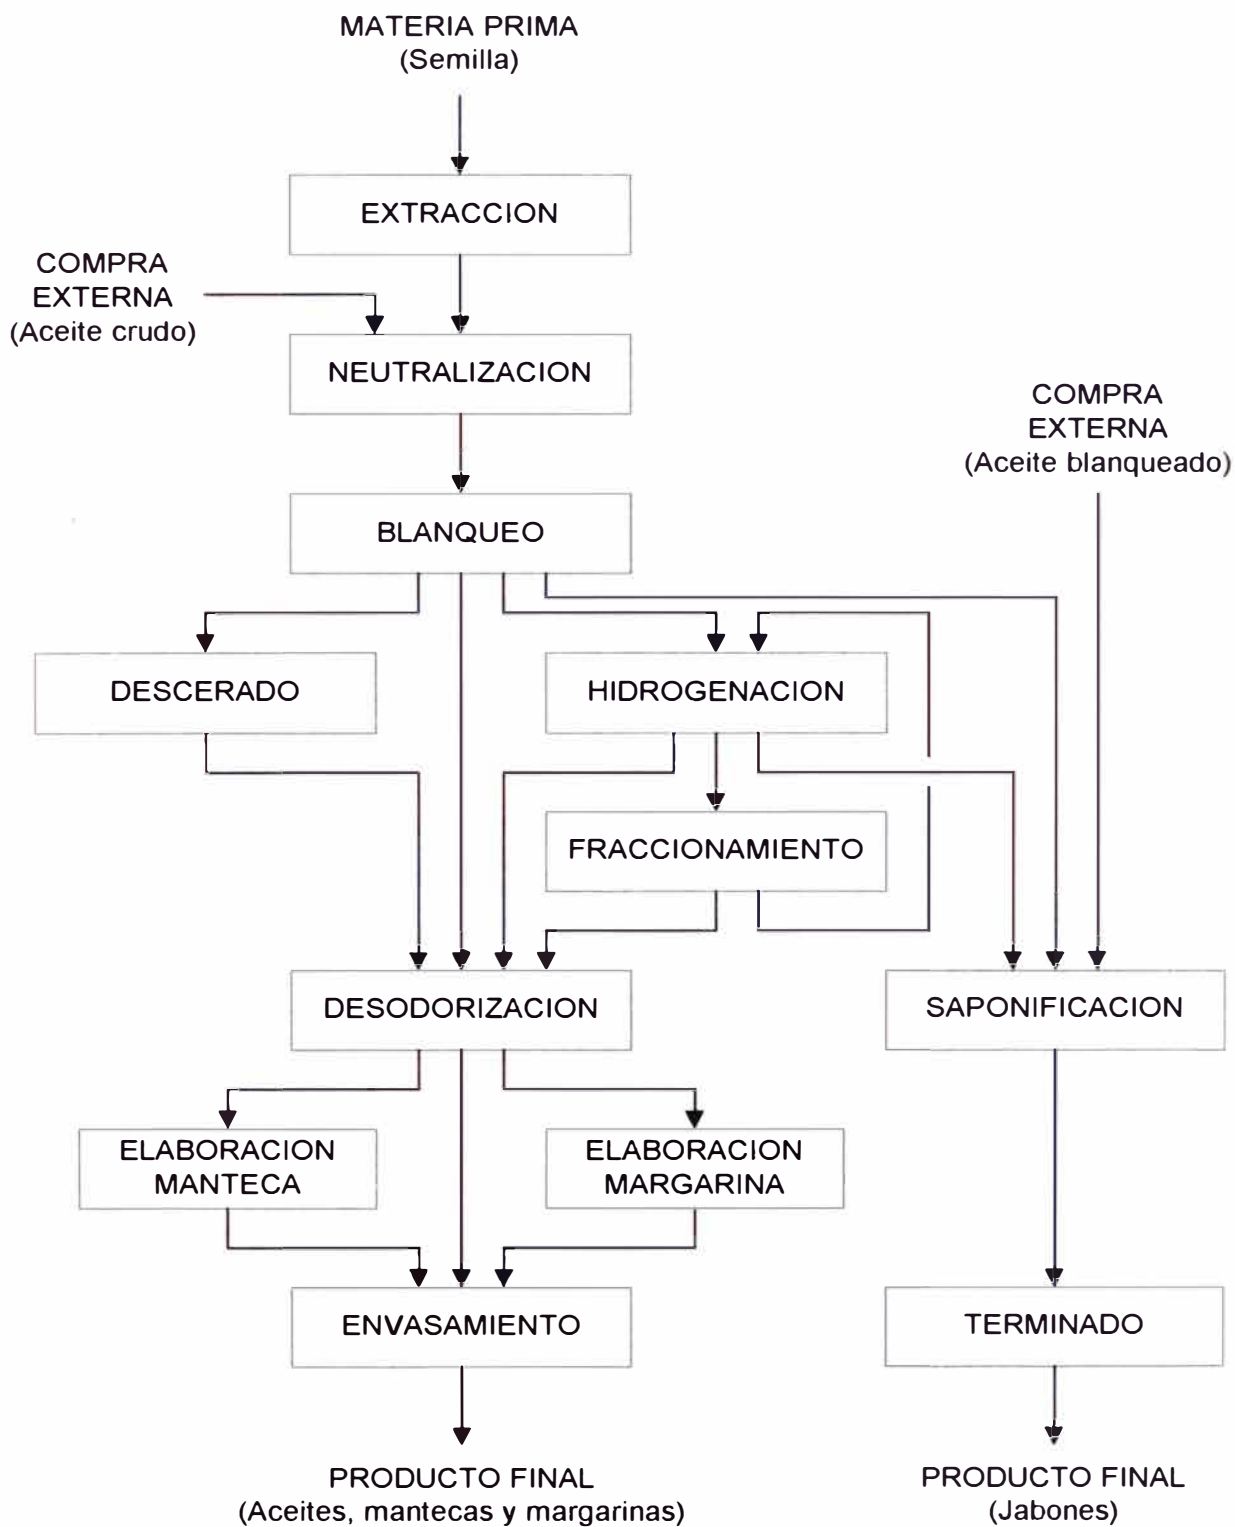 MATERIA PRIMA
(Semilla)
EXTRACCION
COMPRA
EXTERNA
(Aceite crudo)
NEUTRALIZACION
COMPRA
EXTERNA
(Aceite blanqueado)
BLANQUEO
DESCERADO
HIDROGENACION
FRACCIONAMIENTO
DESODORIZACION
SAPONIFICACION
ELABORACION
MANTECA
ELABORACION
MARGARINA
ENVASAMIENTO
TERMINADO
PRODUCTO FINAL
(Aceites, mantecas y margarinas)
PRODUCTO FINAL
(Jabones)